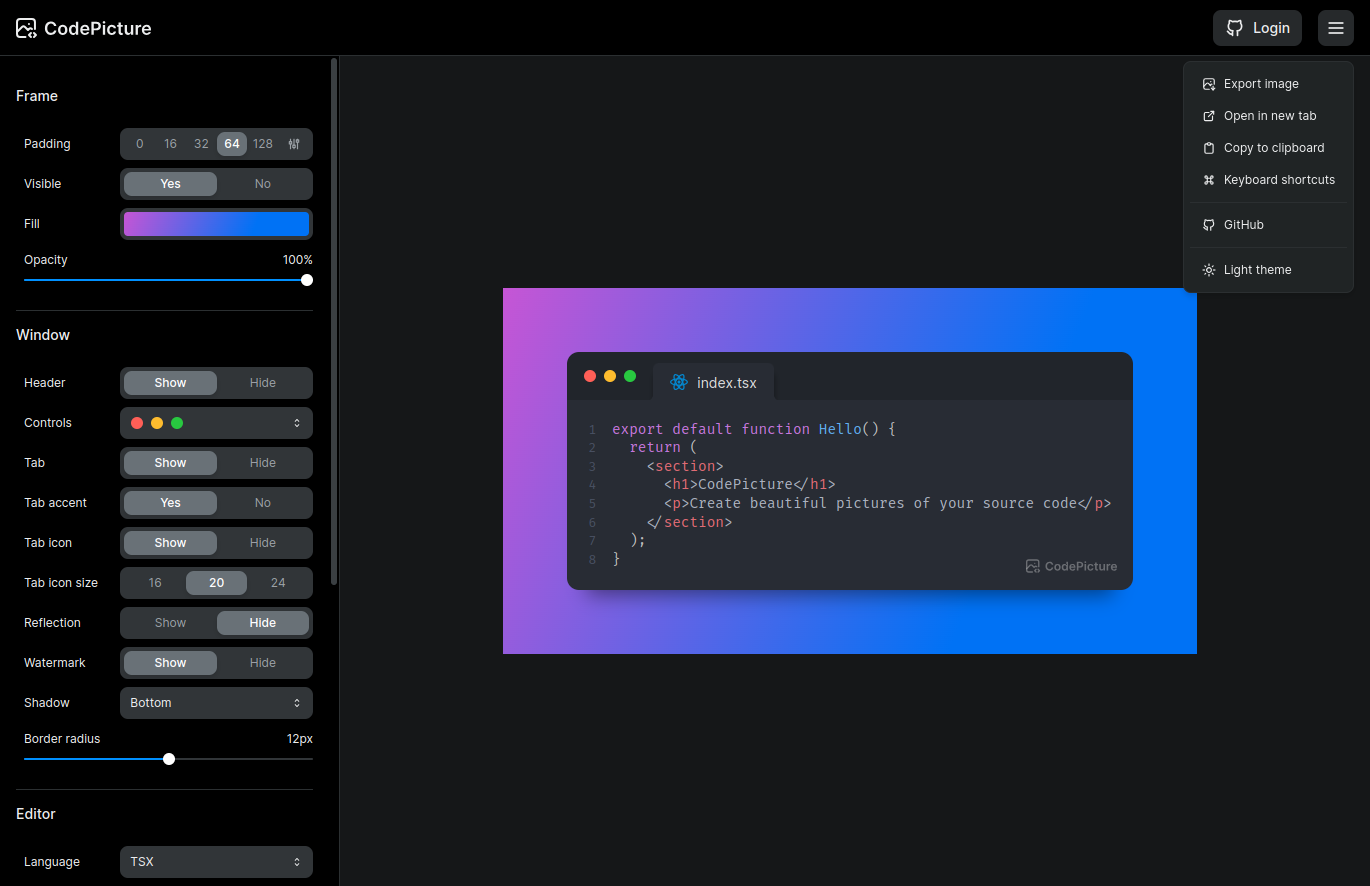 CodePicture
Login
Export image
Open in new tab
Copy to clipboard
Keyboard shortcuts
GitHub
Light theme
Frame
Padding 0 16 32 64 128
Visible Yes No
Fill
Opacity 100%
Window
Header Show Hide
Controls
Tab Show Hide
Tab accent Yes No
Tab icon Show Hide
Tab icon size 16 20 24
Reflection Show Hide
Watermark Show Hide
Shadow Bottom
Border radius 12px
Editor
Language TSX
index.tsx
1 export default function Hello() {
2   return (
3     <section>
4       <h1>CodePicture</h1>
5       <p>Create beautiful pictures of your source code</p>
6     </section>
7   );
8 }
CodePicture